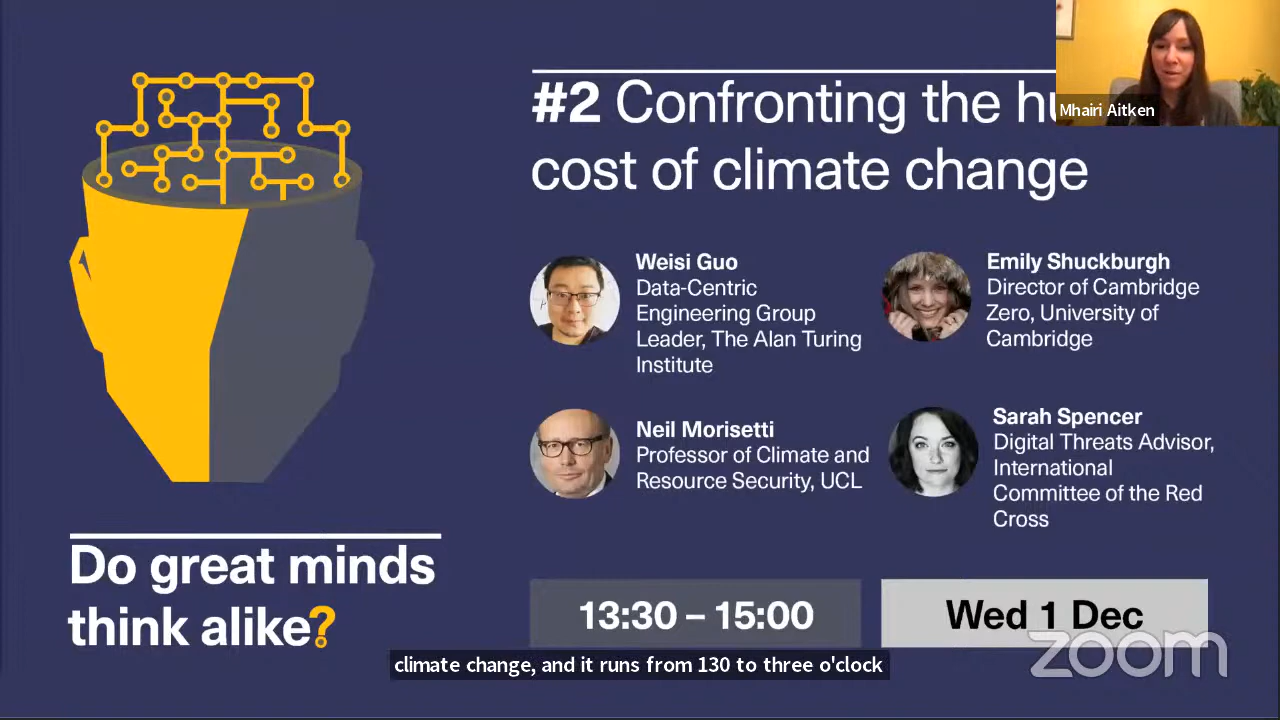 #2 Confronting the hu
cost of climate change
Mhairi Aitken
Weisi Guo
Data-Centric
Engineering Group
Leader, The Alan Turing
Institute
Emily Shuckburgh
Director of Cambridge
Zero, University of
Cambridge
Neil Morisetti
Professor of Climate and
Resource Security, UCL
Sarah Spencer
Digital Threats Advisor,
International
Committee of the Red
Cross
Do great minds
think alike?
13:30 – 15:00
Wed 1 Dec
zoom
climate change, and it runs from 130 to three o'clock